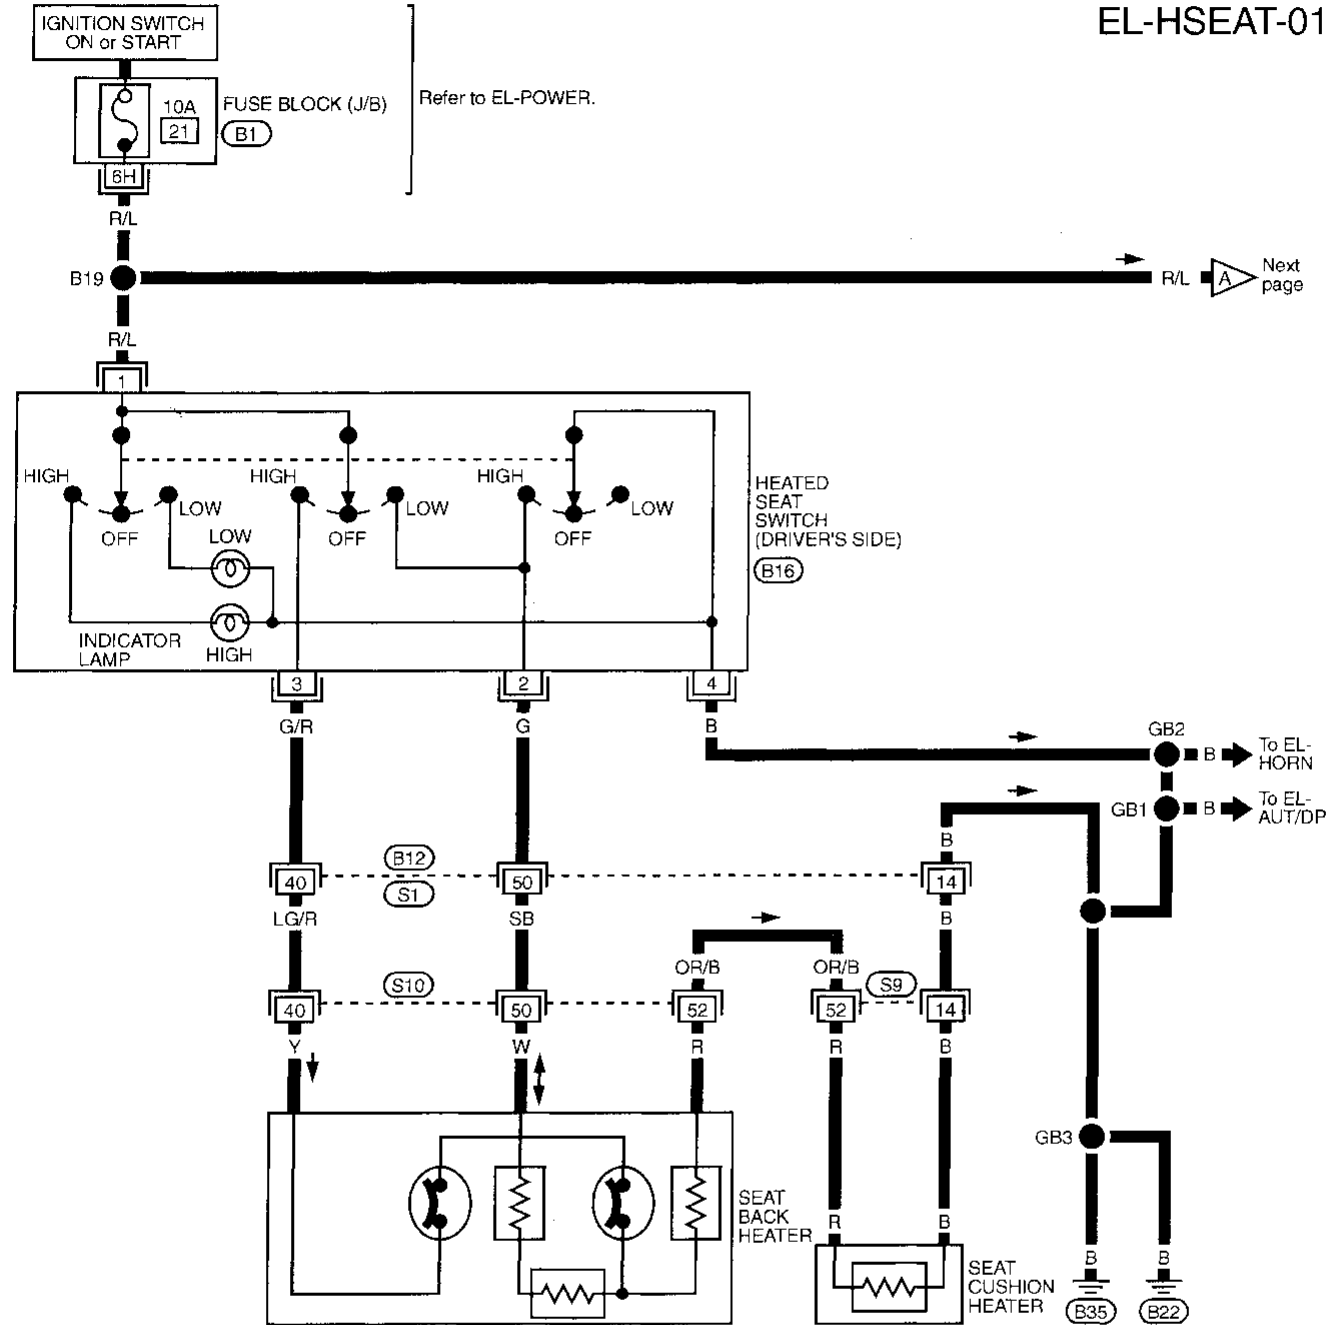 EL-HSEAT-01
IGNITION SWITCH
ON or START
10A
21
FUSE BLOCK (J/B)
B1
Refer to EL-POWER.
6H
R/L
B19
R/L
A
Next
page
R/L
1
HIGH
LOW
OFF
HIGH
LOW
OFF
HIGH
LOW
OFF
HEATED
SEAT
SWITCH
(DRIVER'S SIDE)
B16
LOW
INDICATOR
LAMP
HIGH
3
2
4
G/R
G
B
GB2
B
To EL-
HORN
GB1
B
To EL-
AUT/DP
B
40
B12
S1
50
14
LG/R
SB
B
OR/B
OR/B
40
S10
50
52
52
S9
14
Y
W
R
R
B
GB3
SEAT
BACK
HEATER
R
B
SEAT
CUSHION
HEATER
B
B
B35
B22